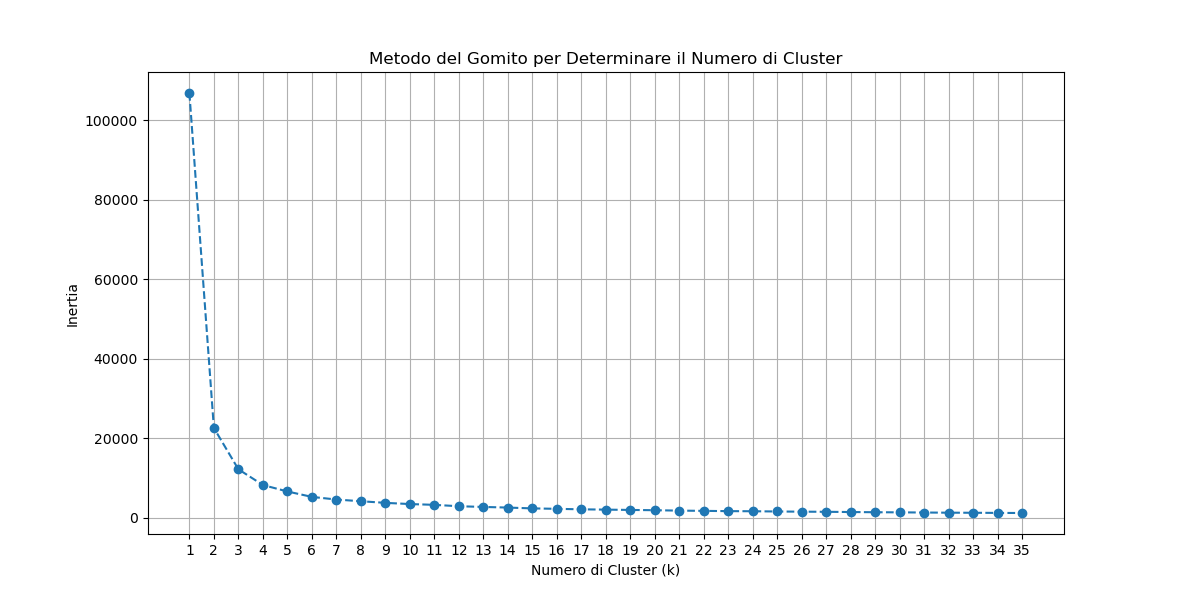 Metodo del Gomito per Determinare il Numero di Cluster
100000
80000
60000
40000
20000
0
Inertia
1 2 3 4 5 6 7 8 9 10 11 12 13 14 15 16 17 18 19 20 21 22 23 24 25 26 27 28 29 30 31 32 33 34 35
Numero di Cluster (k)